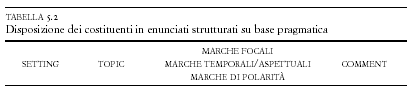 TABELLA 5.2
Disposizione dei costituenti in enunciati strutturati su base pragmatica
MARCHE FOCALI
SETTING TOPIC MARCHE TEMPORALI/ASPETTUALI COMMENT
MARCHE DI POLARITÀ